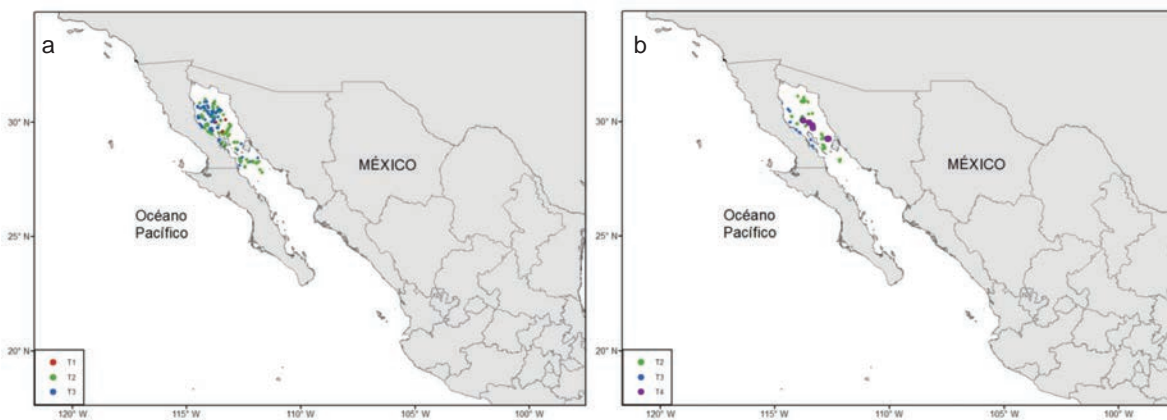 a
30° N
25° N
20° N
MÉXICO
Océano
Pacífico
T1
T2
T3
120° W
115° W
110° W
105° W
100° W
b
30° N
25° N
20° N
MÉXICO
Océano
Pacífico
T2
T3
T4
120° W
115° W
110° W
105° W
100° W